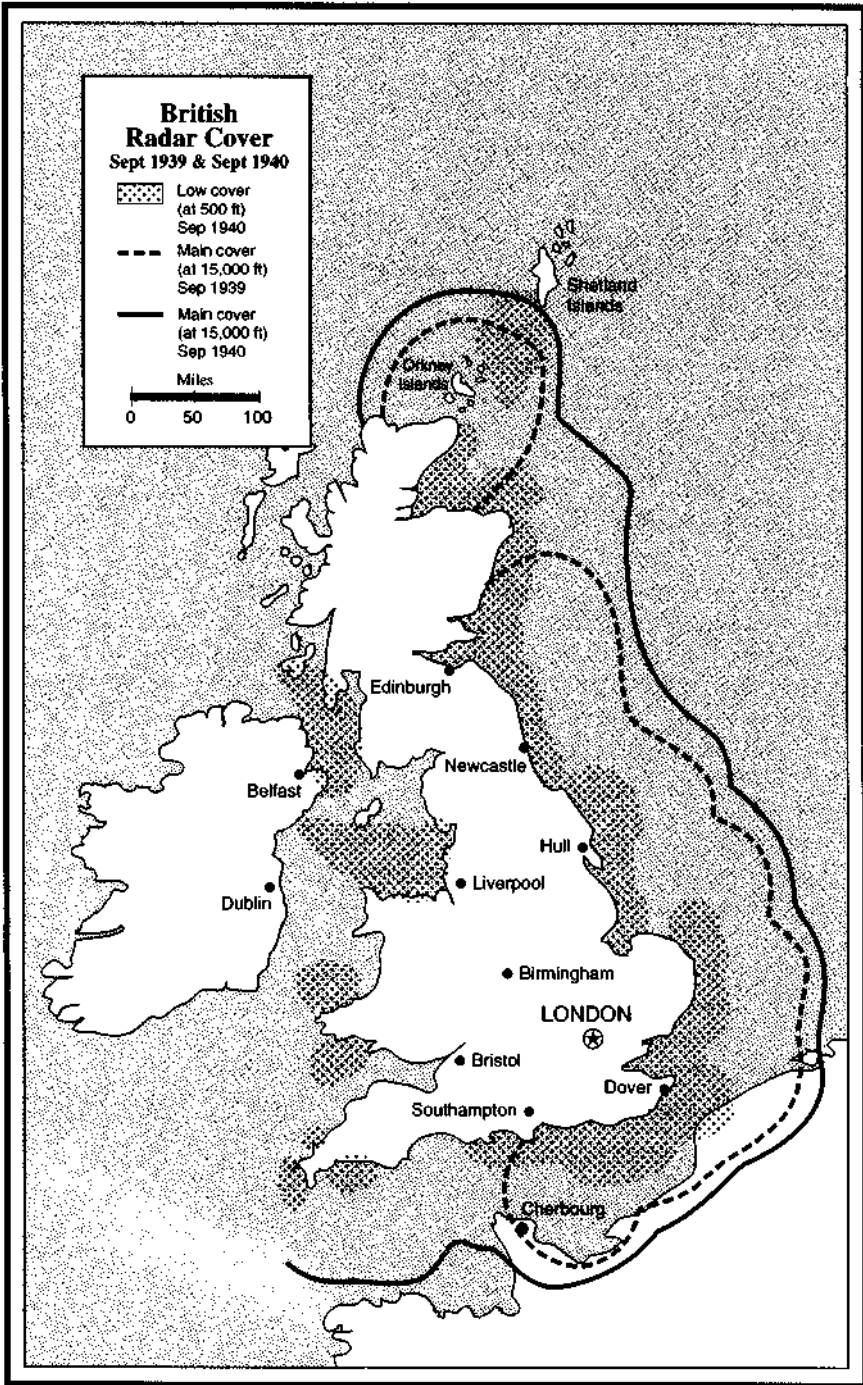 British
Radar Cover
Sept 1939 & Sept 1940
Low cover
(at 500 ft)
Sep 1940
Main cover
(at 15,000 ft)
Sep 1939
Main cover
(at 15,000 ft)
Sep 1940
Miles
0 50 100
Shetland
Islands
Orkney
Islands
Edinburgh
Newcastle
Belfast
Hull
Liverpool
Dublin
Birmingham
LONDON
Bristol
Dover
Southampton
Cherbourg